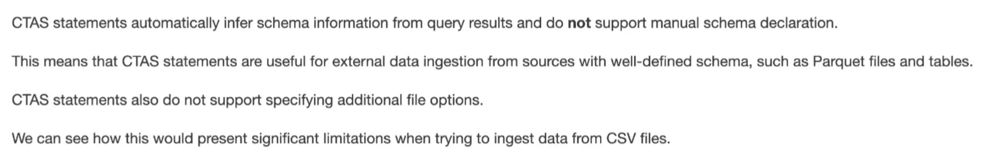 CTAS statements automatically infer schema information from query results and do not support manual schema declaration.
This means that CTAS statements are useful for external data ingestion from sources with well-defined schema, such as Parquet files and tables.
CTAS statements also do not support specifying additional file options.
We can see how this would present significant limitations when trying to ingest data from CSV files.